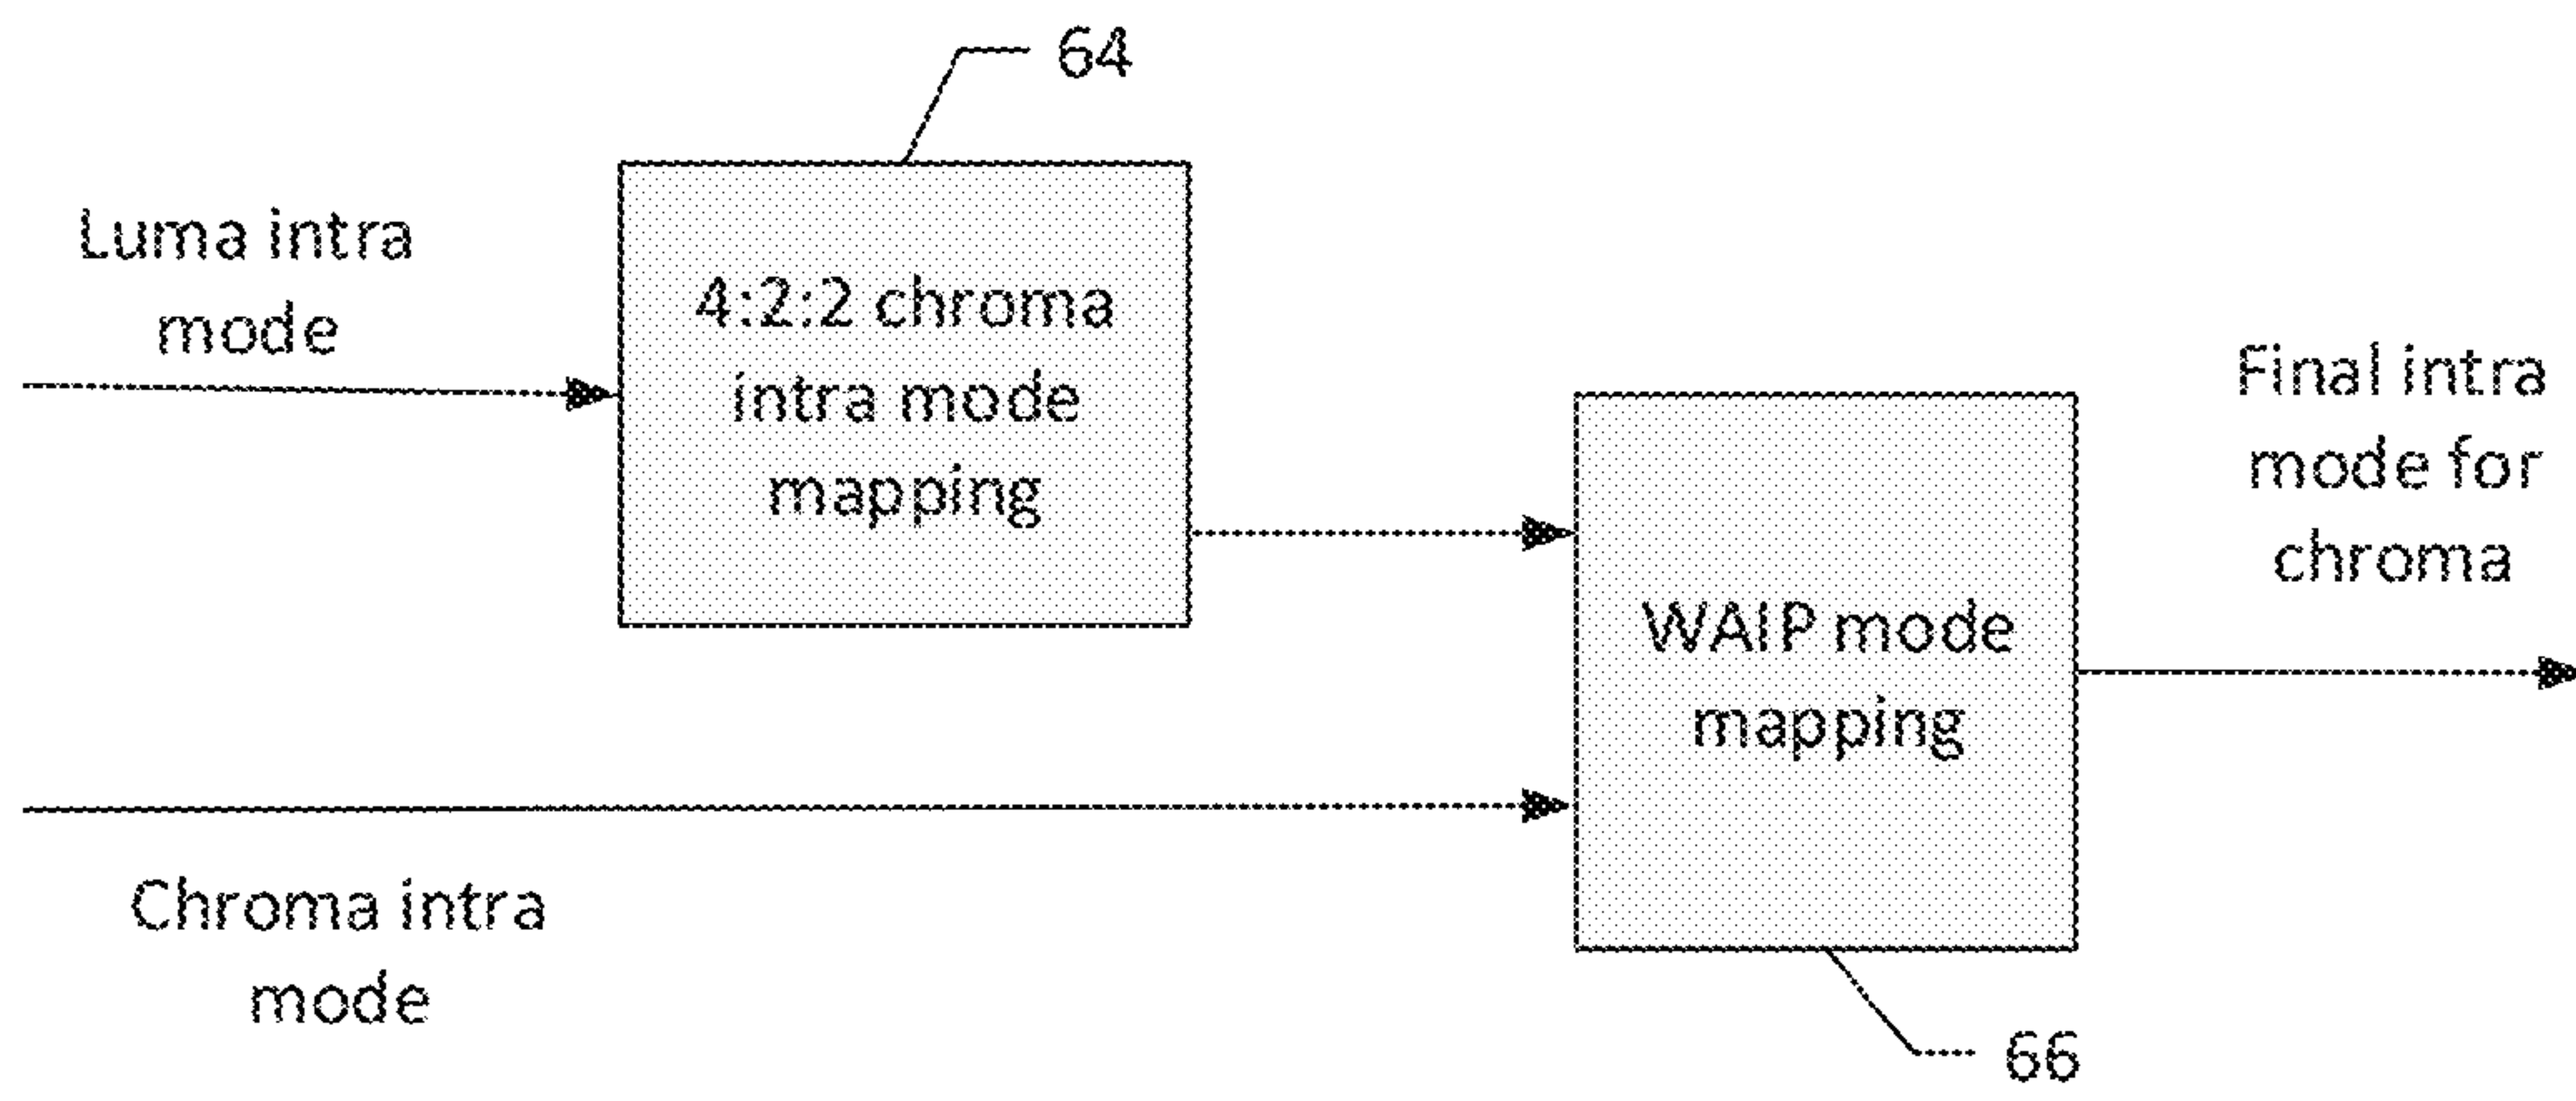 64
Luma intra
mode
4:2:2 chroma
intra mode
mapping
Final intra
mode for
chroma
WAIP mode
mapping
Chroma intra
mode
66